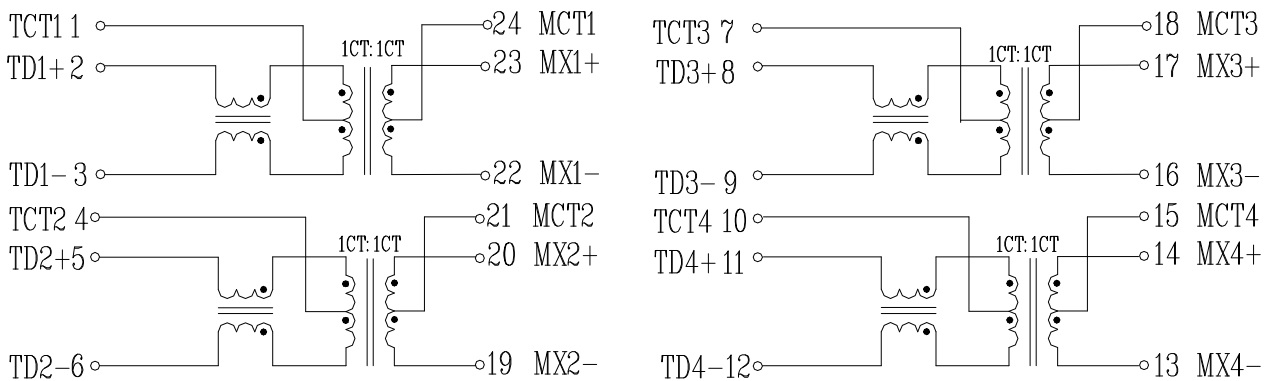 TCT1 1
24 MCT1
1CT:1CT
TD1+ 2
23 MX1+
TD1- 3
22 MX1-
TCT2 4
21 MCT2
1CT:1CT
TD2+5
20 MX2+
TD2-6
19 MX2-
TCT3 7
18 MCT3
1CT:1CT
TD3+8
17 MX3+
TD3- 9
16 MX3-
TCT4 10
15 MCT4
1CT:1CT
TD4+ 11
14 MX4+
TD4-12
13 MX4-